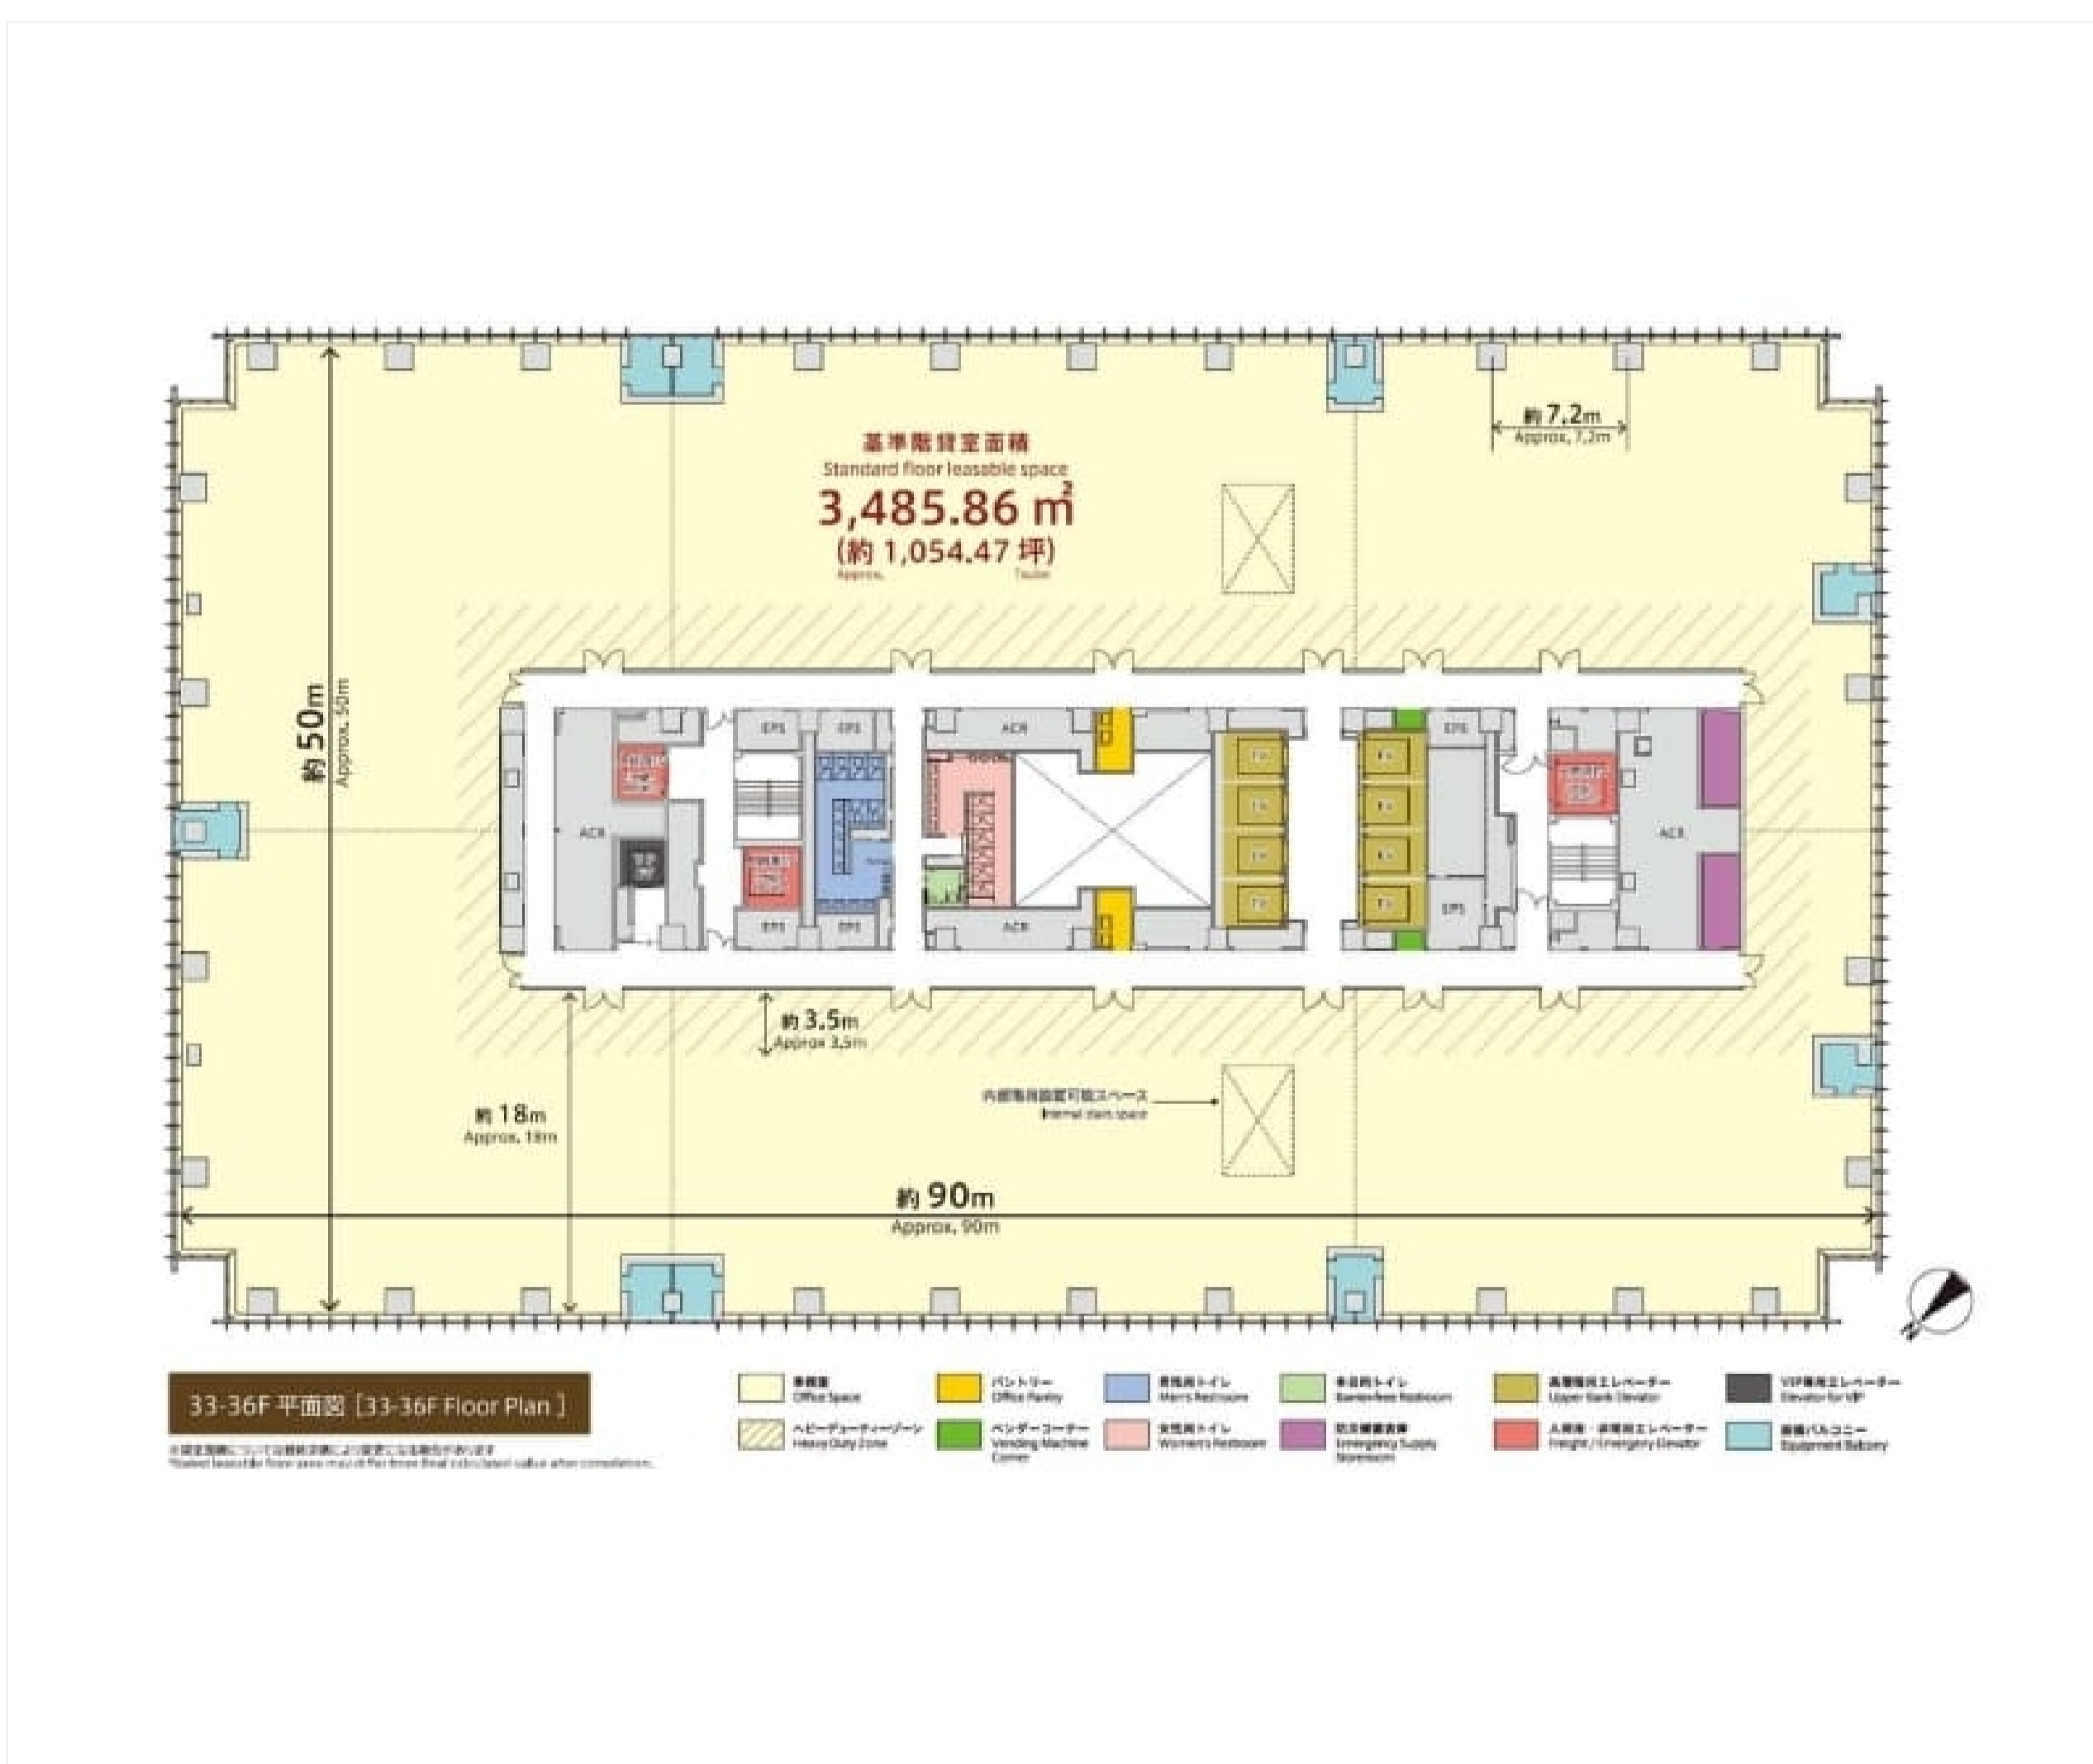 基準階貸室面積
Standard floor leasable space
3,485.86 ㎡
(約 1,054.47 坪)
Approx. Tsubo
約 7.2m
Approx. 7.2m
約 50m
Approx. 50m
EPS
EPS
ACR
EPS
ACR
ACR
EPS
EPS
EPS
ACR
約 3.5m
Approx 3.5m
約 18m
Approx. 18m
内部階段設置可能スペース
Internal stairs space
約 90m
Approx. 90m
33-36F 平面図 [33-36F Floor Plan ]
事務室
Office Space
パントリー
Office Pantry
男性用トイレ
Men's Restroom
多目的トイレ
Barrier-free Restroom
高層階用エレベーター
Upper Bank Elevator
VIP専用エレベーター
Elevator for VIP
ヘビーデューティーゾーン
Heavy Duty Zone
ベンダーコーナー
Vending Machine
Corner
女性用トイレ
Women's Restroom
防災備蓄倉庫
Emergency Supply
Storeroom
人荷用・非常用エレベーター
Freight / Emergency Elevator
設備バルコニー
Equipment Balcony